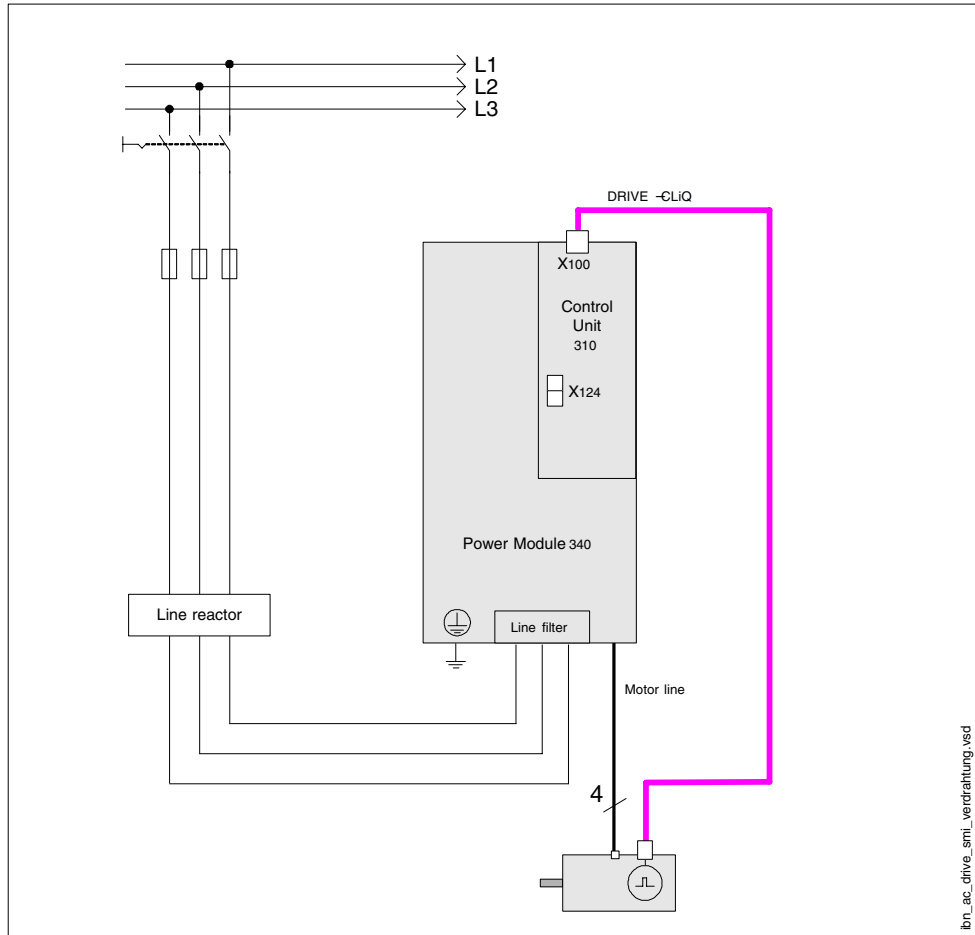 L1
L2
L3
DRIVE -CLiQ
X100
Control
Unit
310
X124
Power Module 340
Line reactor
Line filter
Motor line
4
ibn_ac_drive_smi_verdrahtung.vsd